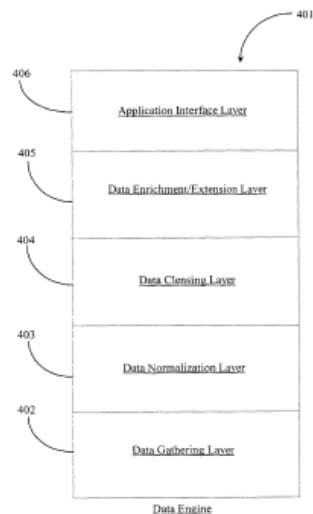 401
406
Application Interface Layer
405
Data Enrichment/Extension Layer
404
Data Clensing Layer
403
Data Normalization Layer
402
Data Gathering Layer
Data Engine